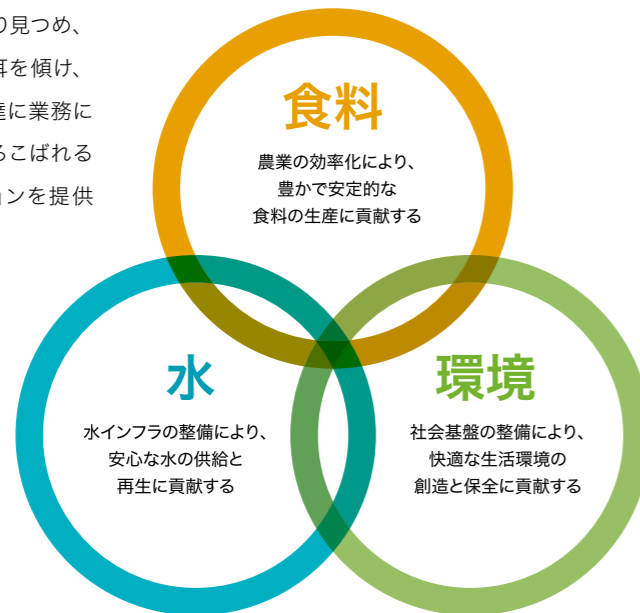 り見つめ、
耳を傾け、
達に業務に
ろこばれる
ョンを提供
食料
農業の効率化により、
豊かで安定的な
食料の生産に貢献する
水
水インフラの整備により、
安心な水の供給と
再生に貢献する
環境
社会基盤の整備により、
快適な生活環境の
創造と保全に貢献する